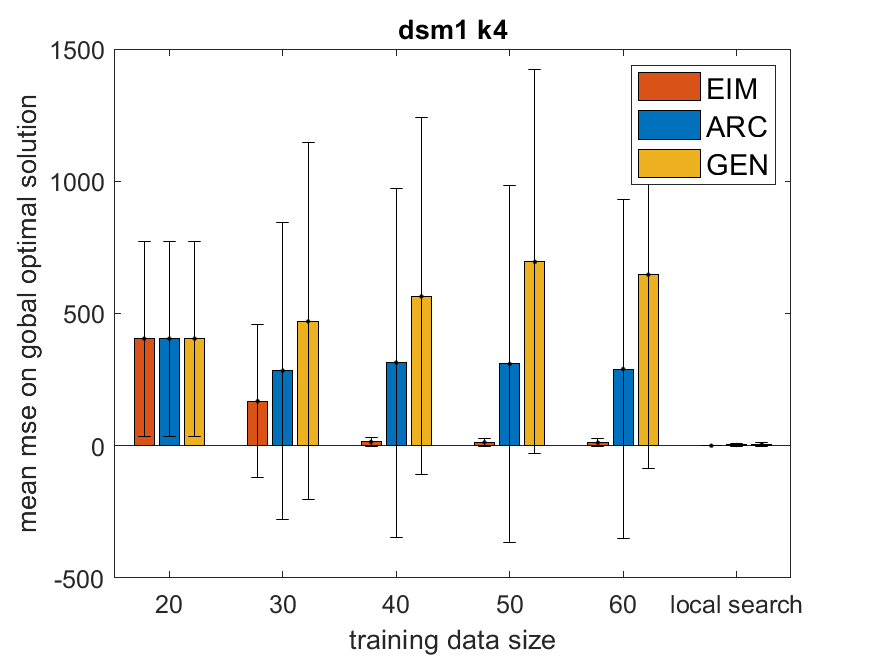 dsm1 k4
mean mse on gobal optimal solution
1500
1000
500
0
-500
EIM
ARC
GEN
20 30 40 50 60 local search
training data size